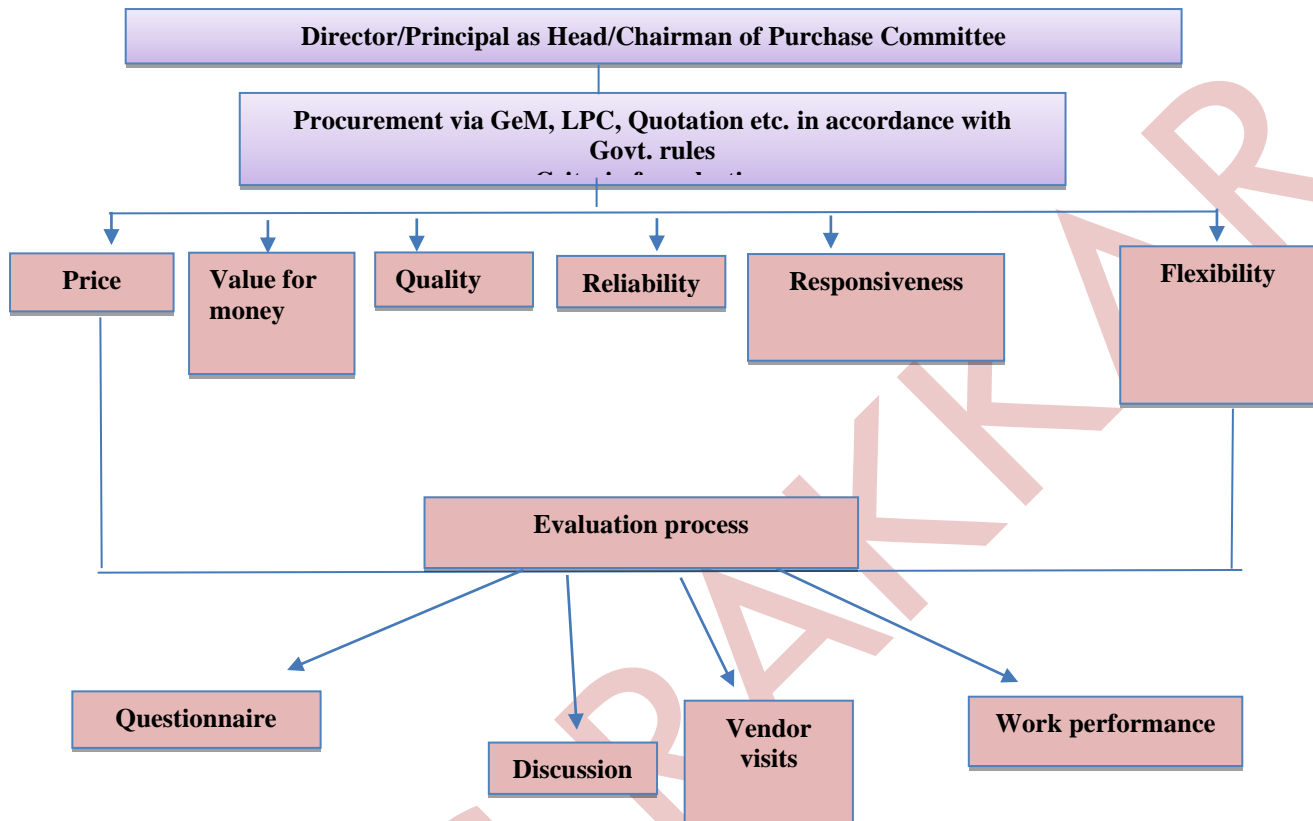 Director/Principal as Head/Chairman of Purchase Committee
Procurement via GeM, LPC, Quotation etc. in accordance with
Govt. rules
Price
Value for
money
Quality
Reliability
Responsiveness
Flexibility
Evaluation process
Questionnaire
Discussion
Vendor
visits
Work performance